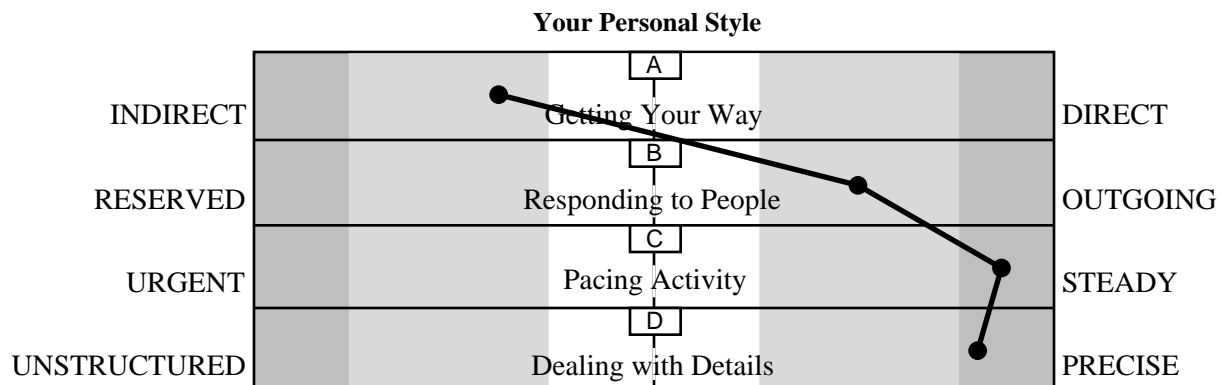 Your Personal Style
A
INDIRECT Getting Your Way DIRECT
B
RESERVED Responding to People OUTGOING
C
URGENT Pacing Activity STEADY
D
UNSTRUCTURED Dealing with Details PRECISE